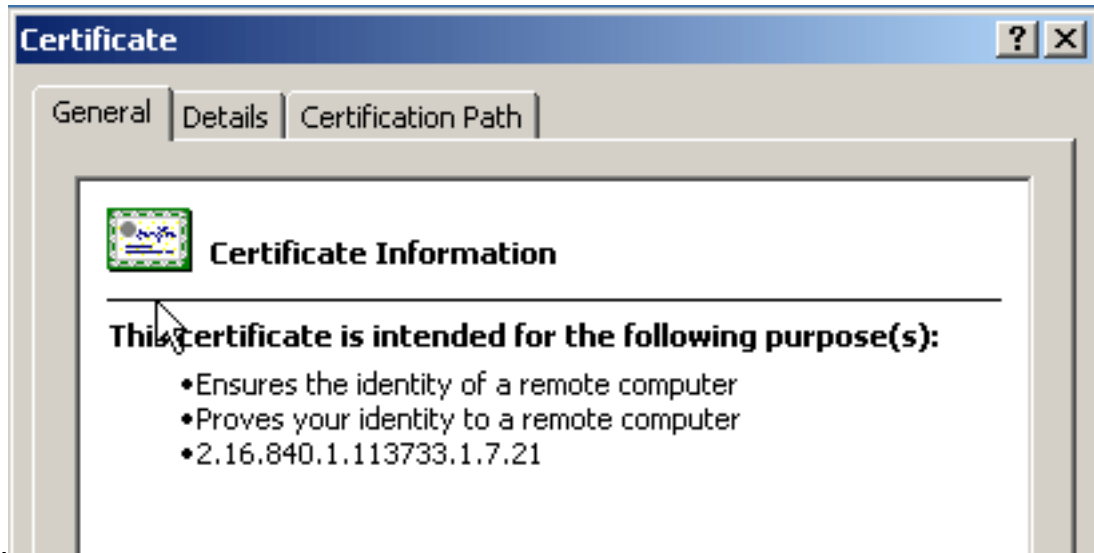 Certificate
General Details Certification Path
Certificate Information
This certificate is intended for the following purpose(s):
•Ensures the identity of a remote computer
•Proves your identity to a remote computer
•2.16.840.1.113733.1.7.21